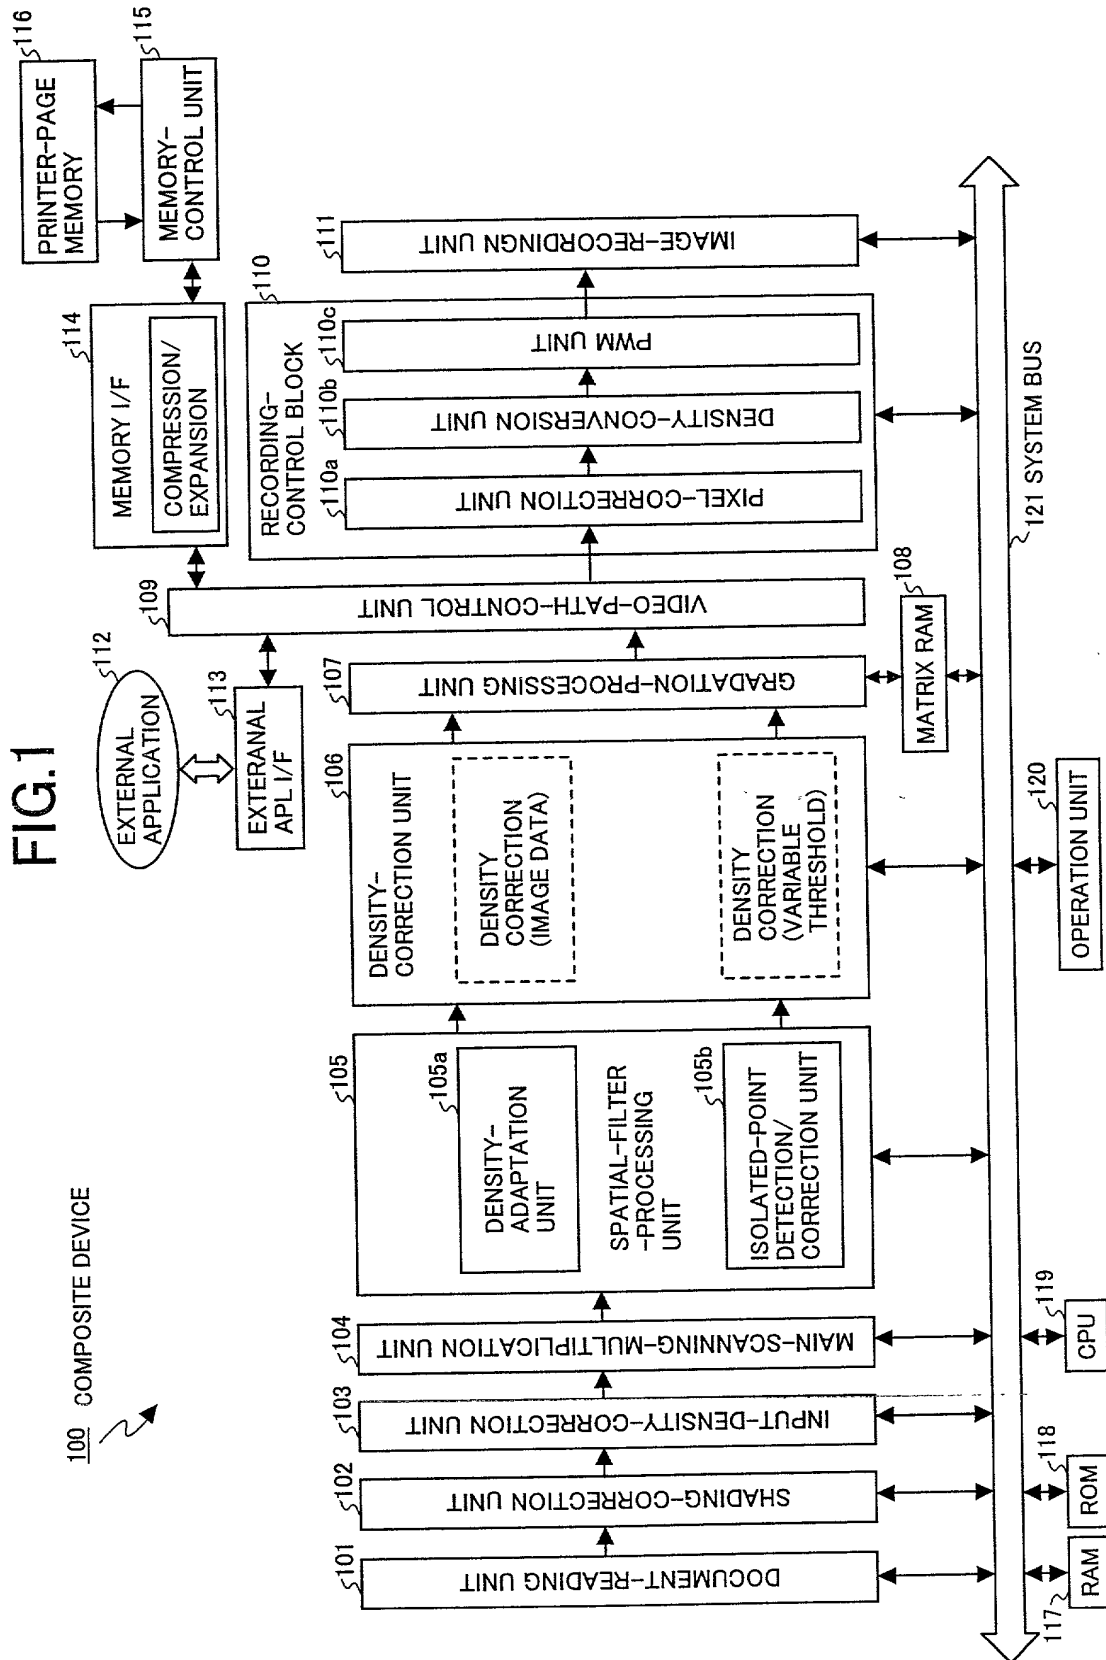 FIG.1
100 COMPOSITE DEVICE
101
DOCUMENT-READING UNIT
102
SHADING-CORRECTION UNIT
103
INPUT-DENSITY-CORRECTION UNIT
104
MAIN-SCANNING-MULTIPLICATION UNIT
105
105a
DENSITY-
ADAPTATION
UNIT
SPATIAL-FILTER
-PROCESSING
UNIT
105b
ISOLATED-POINT
DETECTION/
CORRECTION UNIT
106
DENSITY-
CORRECTION UNIT
DENSITY
CORRECTION
(IMAGE DATA)
DENSITY
CORRECTION
(VARIABLE
THRESHOLD)
107
GRADATION-PROCESSING UNIT
108
MATRIX RAM
109
VIDEO-PATH-CONTROL UNIT
112
EXTERNAL
APPLICATION
113
EXTERANAL
APL I/F
114
MEMORY I/F
COMPRESSION/
EXPANSION
115
MEMORY-
CONTROL UNIT
116
PRINTER-PAGE
MEMORY
110
RECORDING-
CONTROL BLOCK
110a
PIXEL-CORRECTION UNIT
110b
DENSITY-CONVERSION UNIT
110c
PWM UNIT
111
IMAGE-RECORDINGN UNIT
117
RAM
118
ROM
119
CPU
120
OPERATION UNIT
121 SYSTEM BUS